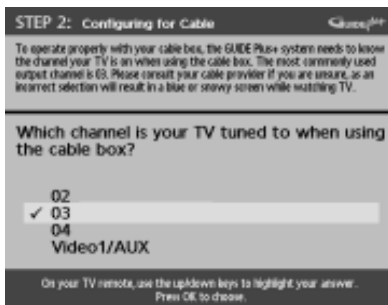 STEP 2: Configuring for Cable
GUIDE Plus+
To operate properly with your cable box, the GUIDE Plus+ system needs to know
the channel your TV is on when using the cable box. The most commonly used
output channel is 03. Please consult your cable provider if you are unsure, as an
incorrect selection will result in a blue or snowy screen while watching TV.
Which channel is your TV tuned to when using
the cable box?
02
✓ 03
04
Video1/AUX
On your TV remote, use the up/down keys to highlight your answer.
Press OK to choose.